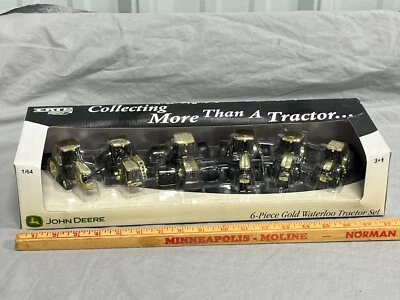 ERTL
Collecting
More Than A Tractor...
1/64
3+
JOHN DEERE
6-Piece Gold Waterloo Tractor Set
MINNEAPOLIS - MOLINE
NORMAN